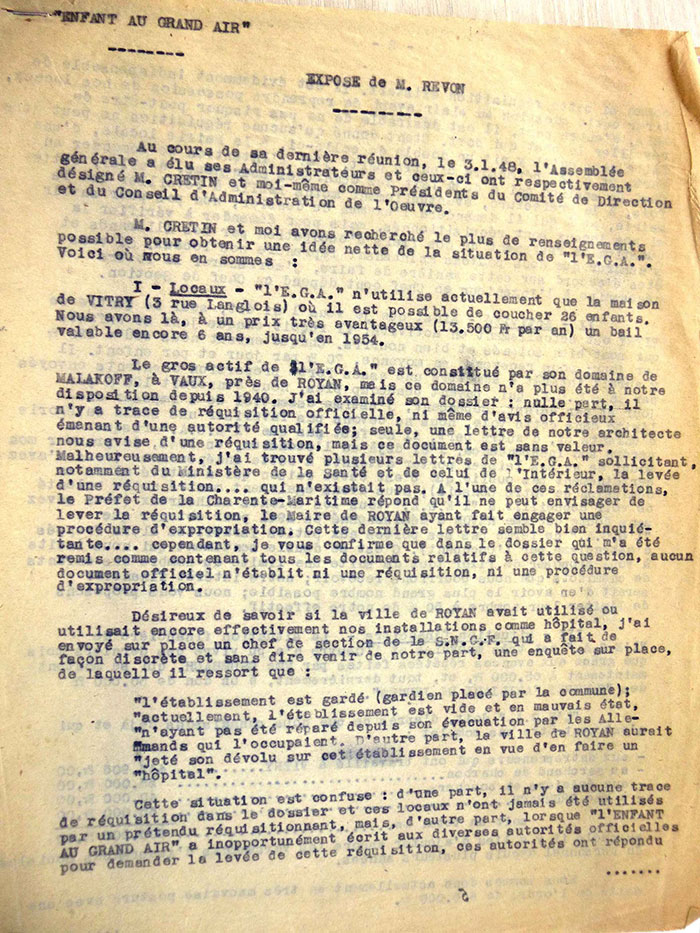 "ENFANT AU GRAND AIR"
EXPOSE de M. REVON
Au cours de sa dernière réunion, le 3.1.48, l'Assemblée
générale a élu ses Administrateurs et ceux-ci ont respectivement
désigné M. CRETIN et moi-même comme Présidents du Comité de Direction
et du Conseil d'Administration de l'Oeuvre.
M. CRETIN et moi avons recherché le plus de renseignements
possible pour obtenir une idée nette de la situation de "l'E.G.A.".
Voici où nous en sommes :
I - Locaux - "l'E.G.A." n'utilise actuellement que la maison
de VITRY (3 rue Langlois) où il est possible de coucher 26 enfants.
Nous avons là, à un prix très avantageux (13.500 Fr par an) un bail
valable encore 6 ans, jusqu'en 1954.
Le gros actif de "l'E.G.A." est constitué par son domaine de
MALAKOFF, à VAUX, près de ROYAN, mais ce domaine n'a plus été à notre
disposition depuis 1940. J'ai examiné son dossier : nulle part, il
n'y a trace de réquisition officielle, ni même d'avis officieux
émanant d'une autorité qualifiée; seule, une lettre de notre architecte
nous avise d'une réquisition, mais ce document est sans valeur.
Malheureusement, j'ai trouvé plusieurs lettres de "l'E.G.A." sollicitant,
notamment du Ministère de la Santé et de celui de l'Intérieur, la levée
d'une réquisition.... qui n'existait pas. A l'une de ces réclamations,
le Préfet de la Charente-Maritime répond qu'il ne peut envisager de
lever la réquisition, le Maire de ROYAN ayant fait engager une
procédure d'expropriation. Cette dernière lettre semble bien inquié-
tante.... cependant, je vous confirme que dans le dossier qui m'a été
remis comme contenant tous les documents relatifs à cette question, aucun
document officiel n'établit ni une réquisition, ni une procédure
d'expropriation.
Désireux de savoir si la ville de ROYAN avait utilisé ou
utilisait encore effectivement nos installations comme hôpital, j'ai
envoyé sur place un chef de section de la S.N.C.F. qui a fait de
façon discrète et sans dire venir de notre part, une enquête sur place,
de laquelle il ressort que :
"l'établissement est gardé (gardien placé par la commune);
"actuellement, l'établissement est vide et en mauvais état,
"n'ayant pas été réparé depuis son évacuation par les Alle-
"mands qui l'occupaient. D'autre part, la ville de ROYAN aurait
"jeté son dévolu sur cet établissement en vue d'en faire un
"hôpital".
Cette situation est confuse : d'une part, il n'y a aucune trace
de réquisition dans le dossier et ces locaux n'ont jamais été utilisés
par un prétendu réquisitionnant, mais, d'autre part, lorsque "l'ENFANT
AU GRAND AIR" a inopportunément écrit aux diverses autorités officielles
pour demander la levée de cette réquisition, ces autorités ont répondu
.......